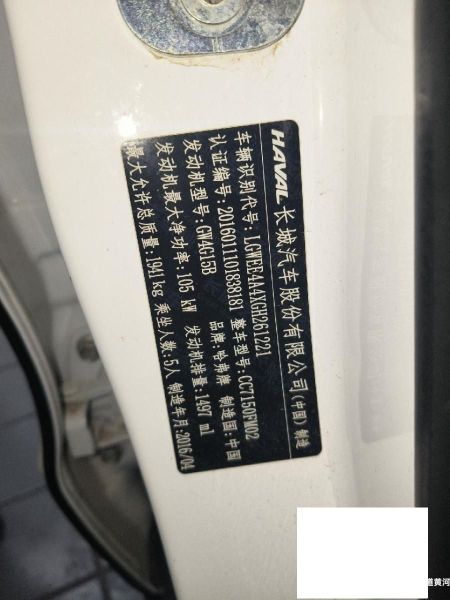 HAVAL 长城汽车股份有限公司(中国)制造
车辆识别代号:LGWEE4A4XGH261221
认证编号:2016011101838181 整车型号:CC7150FM02
发动机型号:GW4G15B 品牌:哈弗牌 制造国:中国
发动机最大净功率:105 kW 发动机排量:1497 ml
最大允许总质量:1941kg 乘坐人数:5人 制造年月:2016/04
道黄河